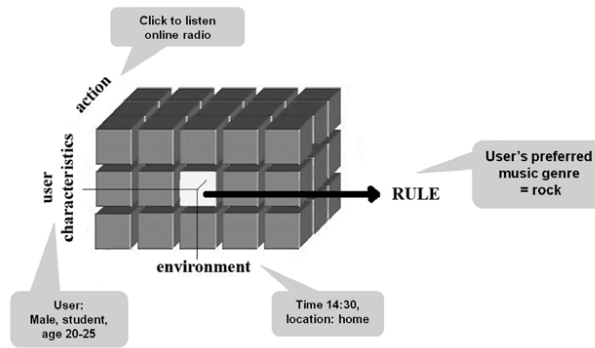 Click to listen
online radio
action
user
characteristics
User's preferred
music genre
= rock
RULE
environment
User:
Male, student,
age 20-25
Time 14:30,
location: home